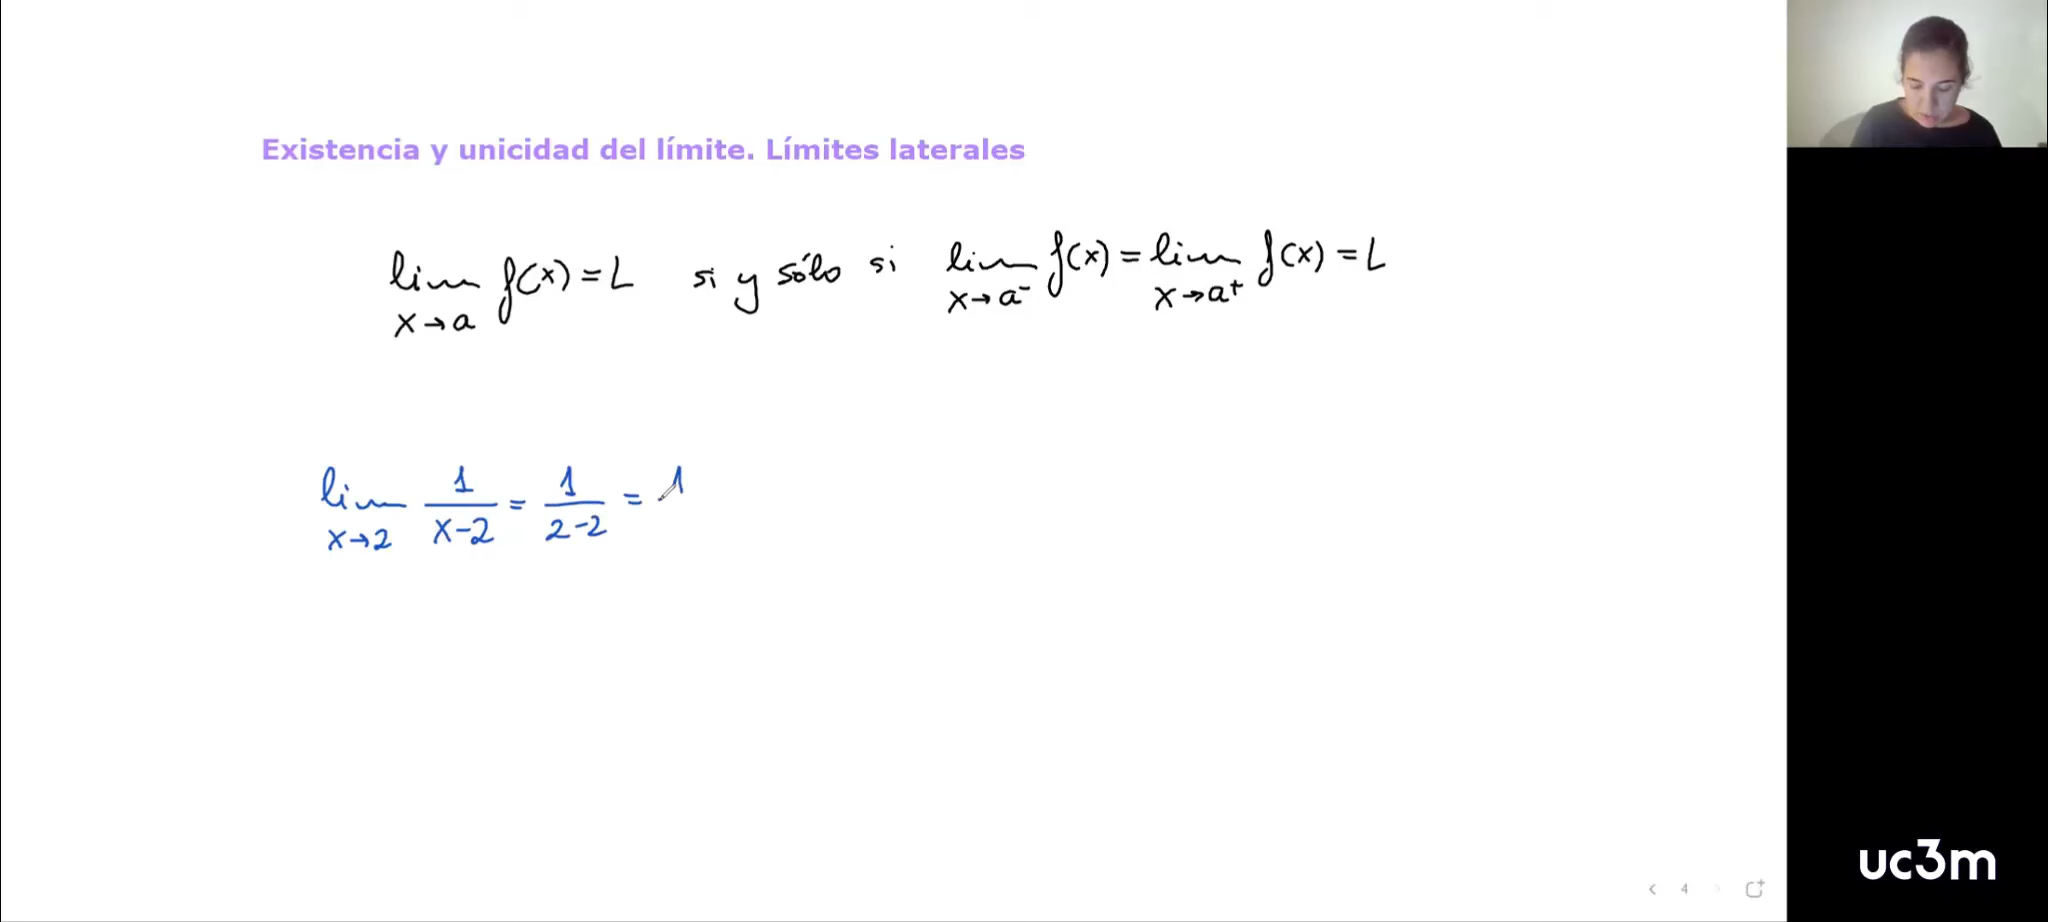 Existencia y unicidad del límite. Límites laterales
lim f(x) = L si y sólo si lim f(x) = lim f(x) = L
x→a x→a⁻ x→a⁺
lim 1/(x-2) = 1/(2-2) = 1
x→2
4
uc3m